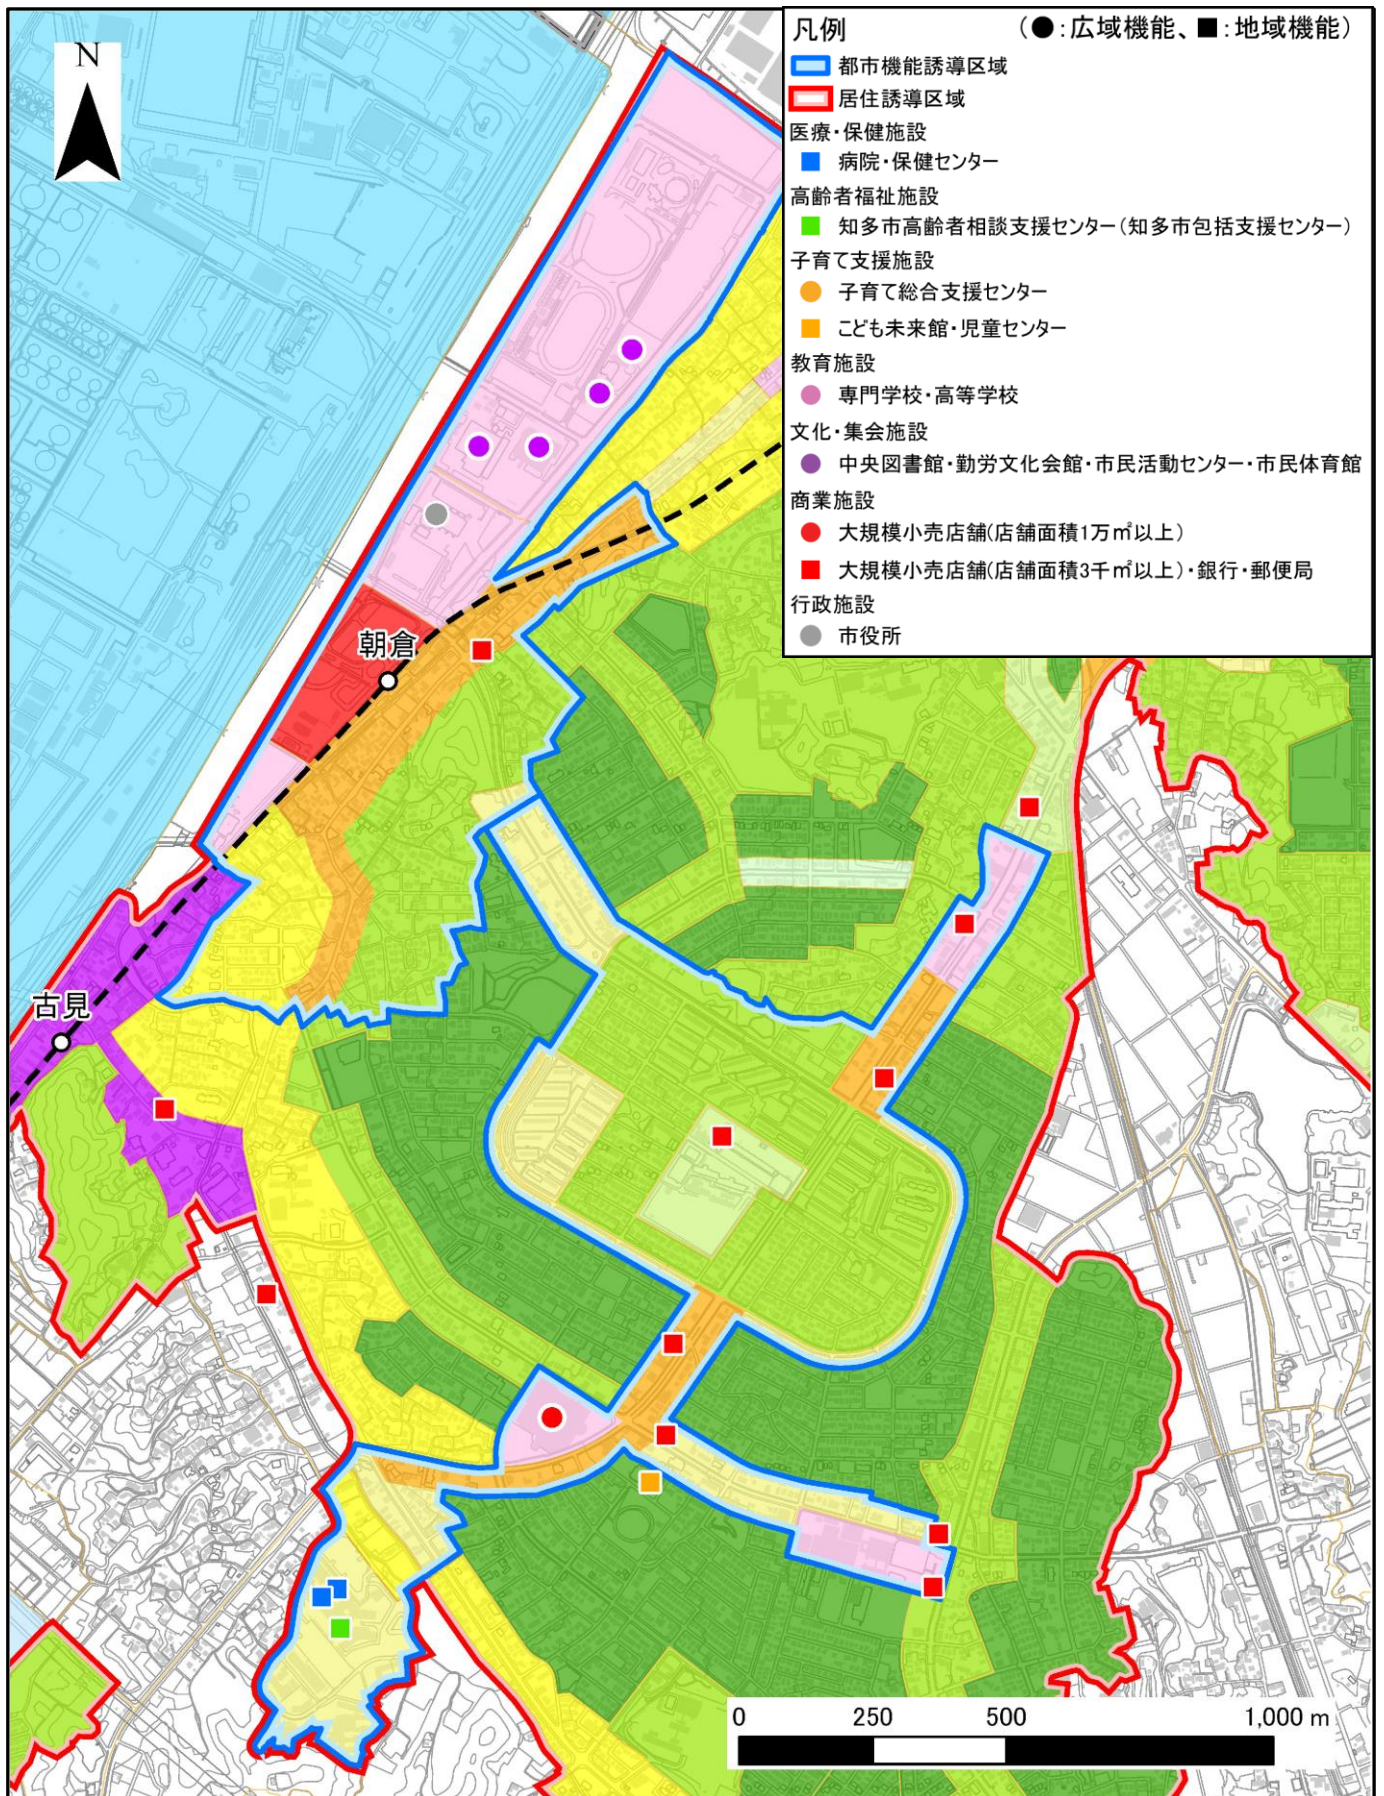 凡例 (●:広域機能、■:地域機能)
都市機能誘導区域
居住誘導区域
医療・保健施設
病院・保健センター
高齢者福祉施設
知多市高齢者相談支援センター(知多市包括支援センター)
子育て支援施設
子育て総合支援センター
こども未来館・児童センター
教育施設
専門学校・高等学校
文化・集会施設
中央図書館・勤労文化会館・市民活動センター・市民体育館
商業施設
大規模小売店舗(店舗面積1万㎡以上)
大規模小売店舗(店舗面積3千㎡以上)・銀行・郵便局
行政施設
市役所
N
朝倉
古見
0 250 500 1,000 m